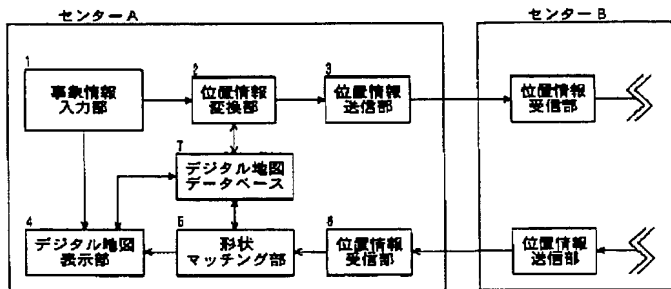 センターA
センターB
1
事象情報
入力部
2
位置情報
変換部
3
位置情報
送信部
位置情報
受信部
7
デジタル地図
データベース
4
デジタル地図
表示部
5
形状
マッチング部
6
位置情報
受信部
位置情報
送信部